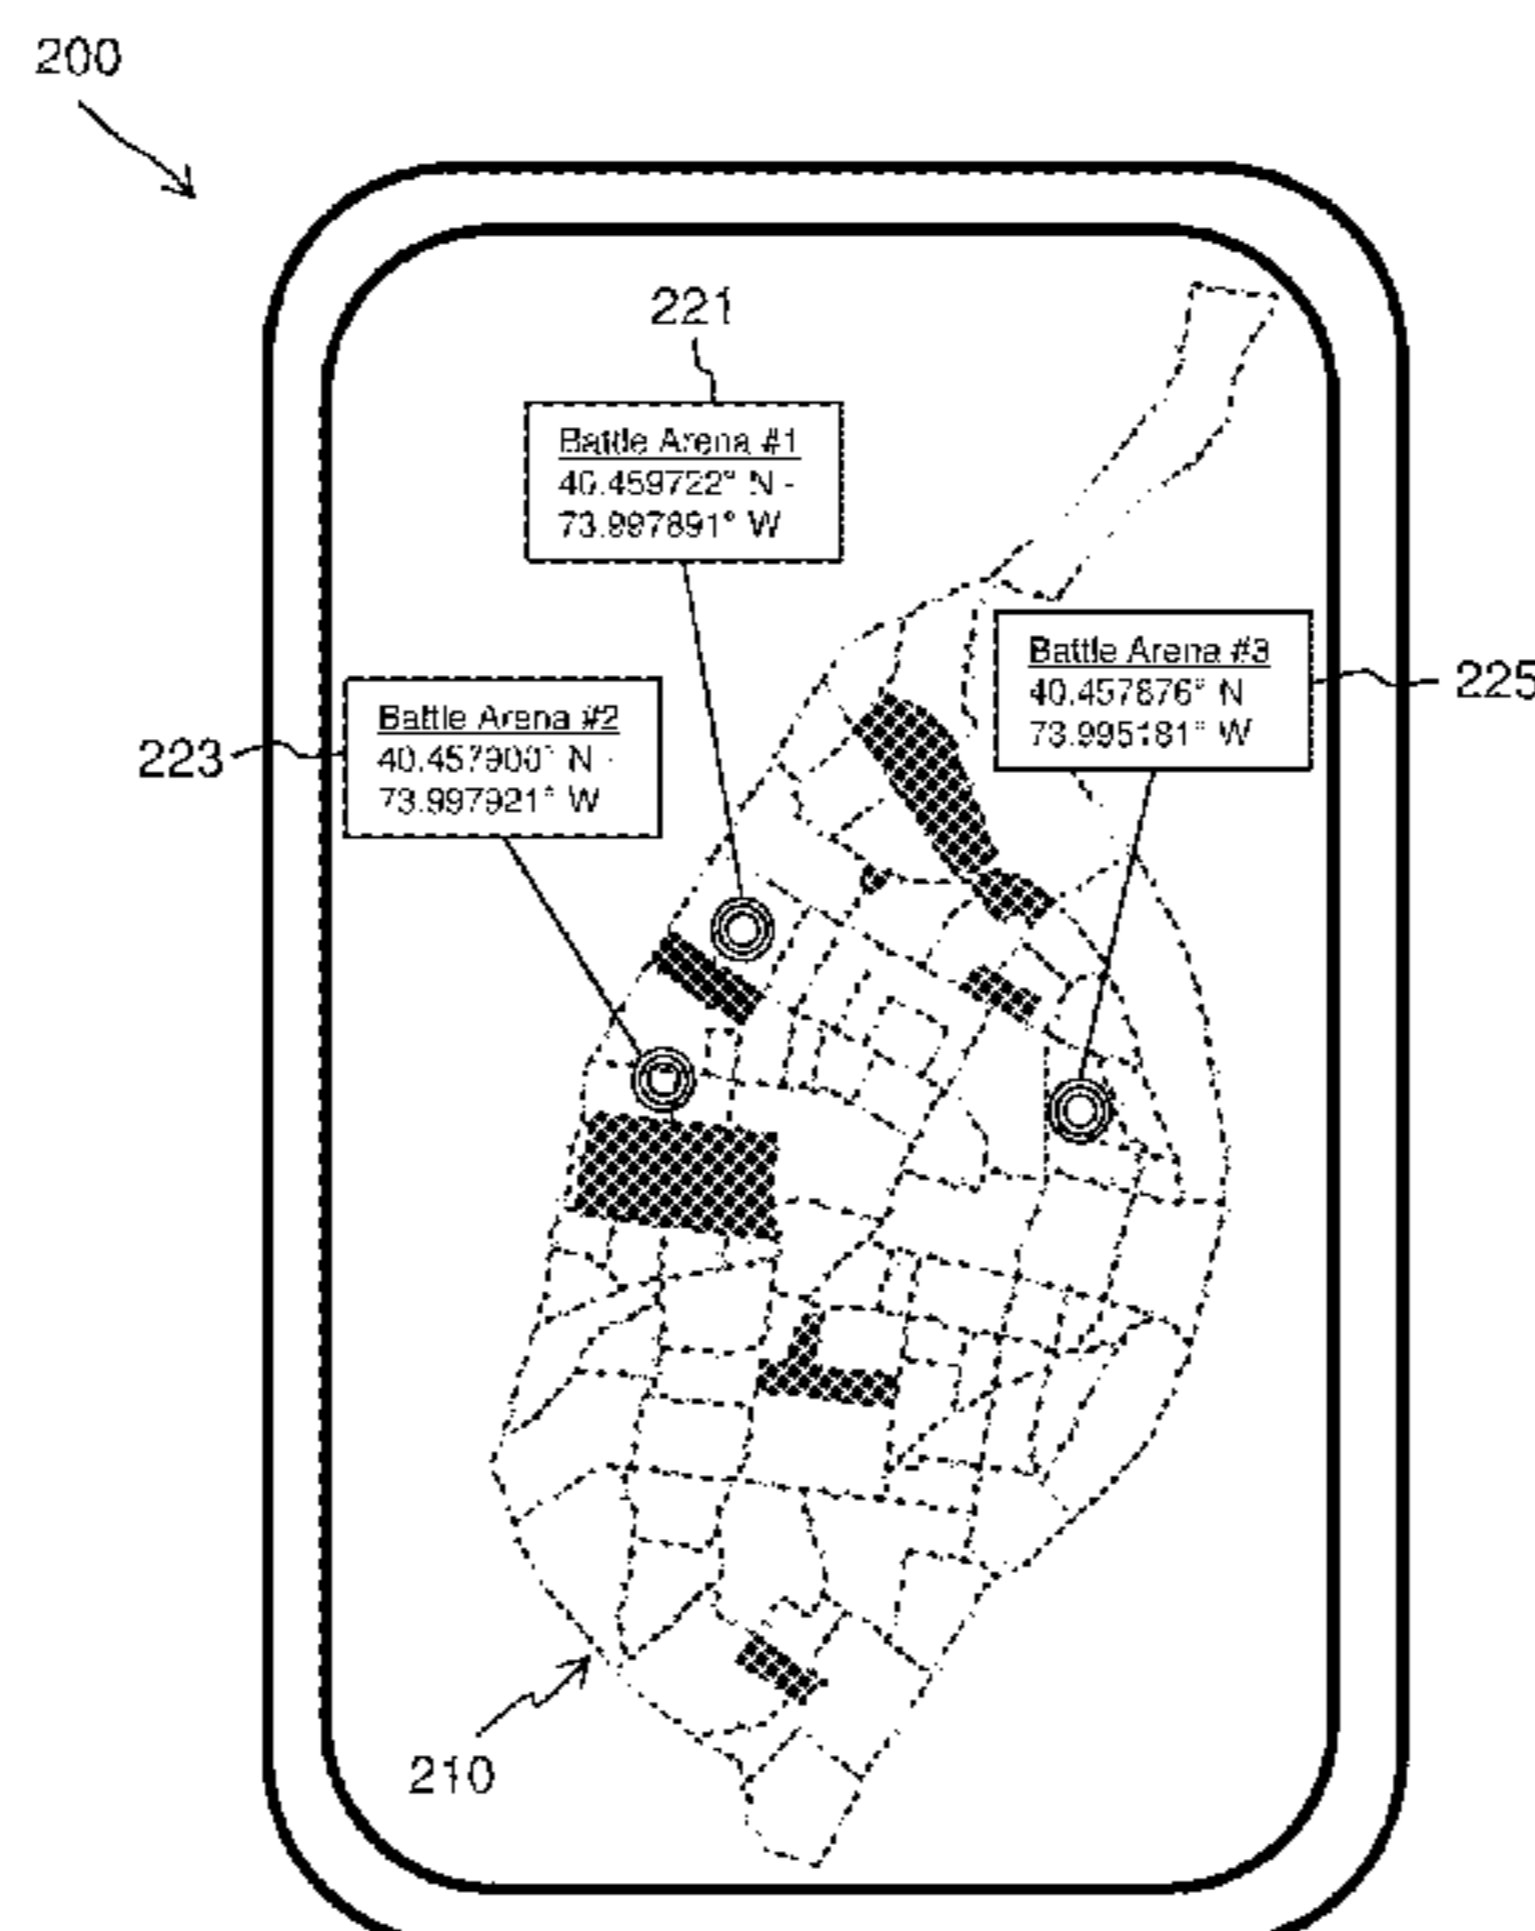 200
221
Battle Arena #1
40.459722° N -
73.997891° W
Battle Arena #3
40.457876° N
73.995181° W
225
Battle Arena #2
40.457900° N -
73.997921° W
223
210